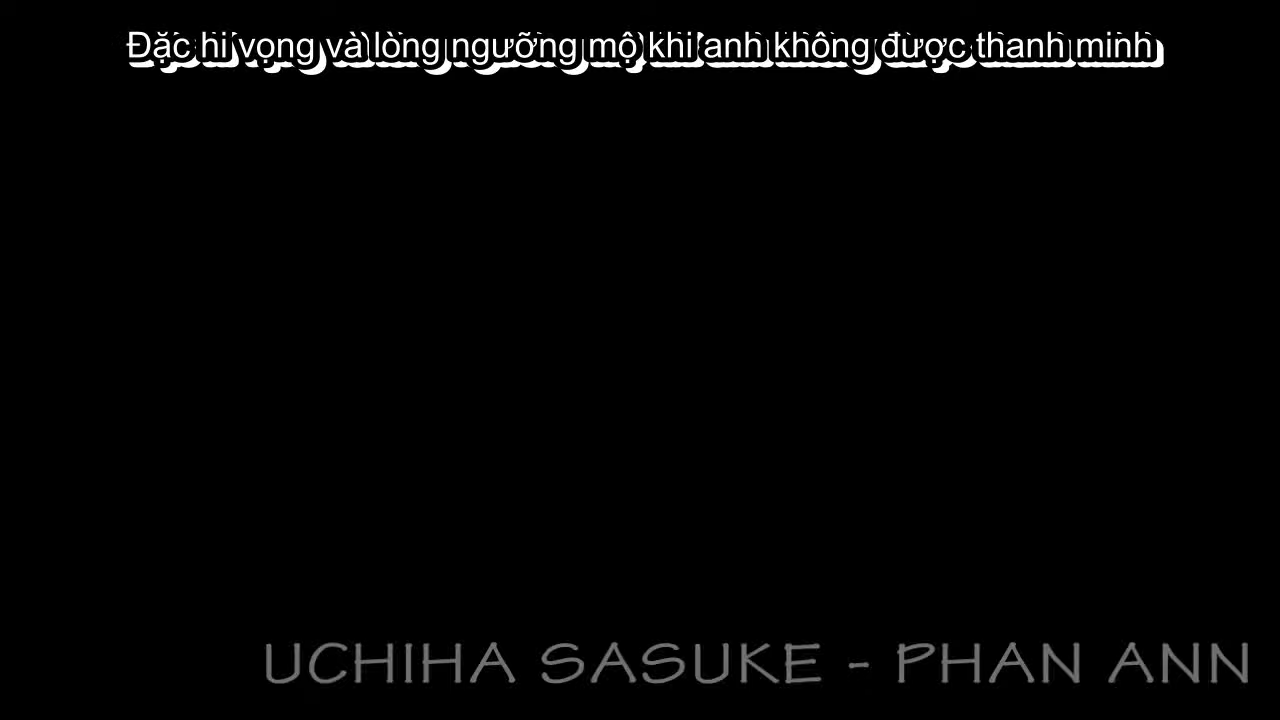 Đặc hi vọng và lòng ngưỡng mộ khi anh không được thanh minh
UCHIHA SASUKE - PHAN ANN